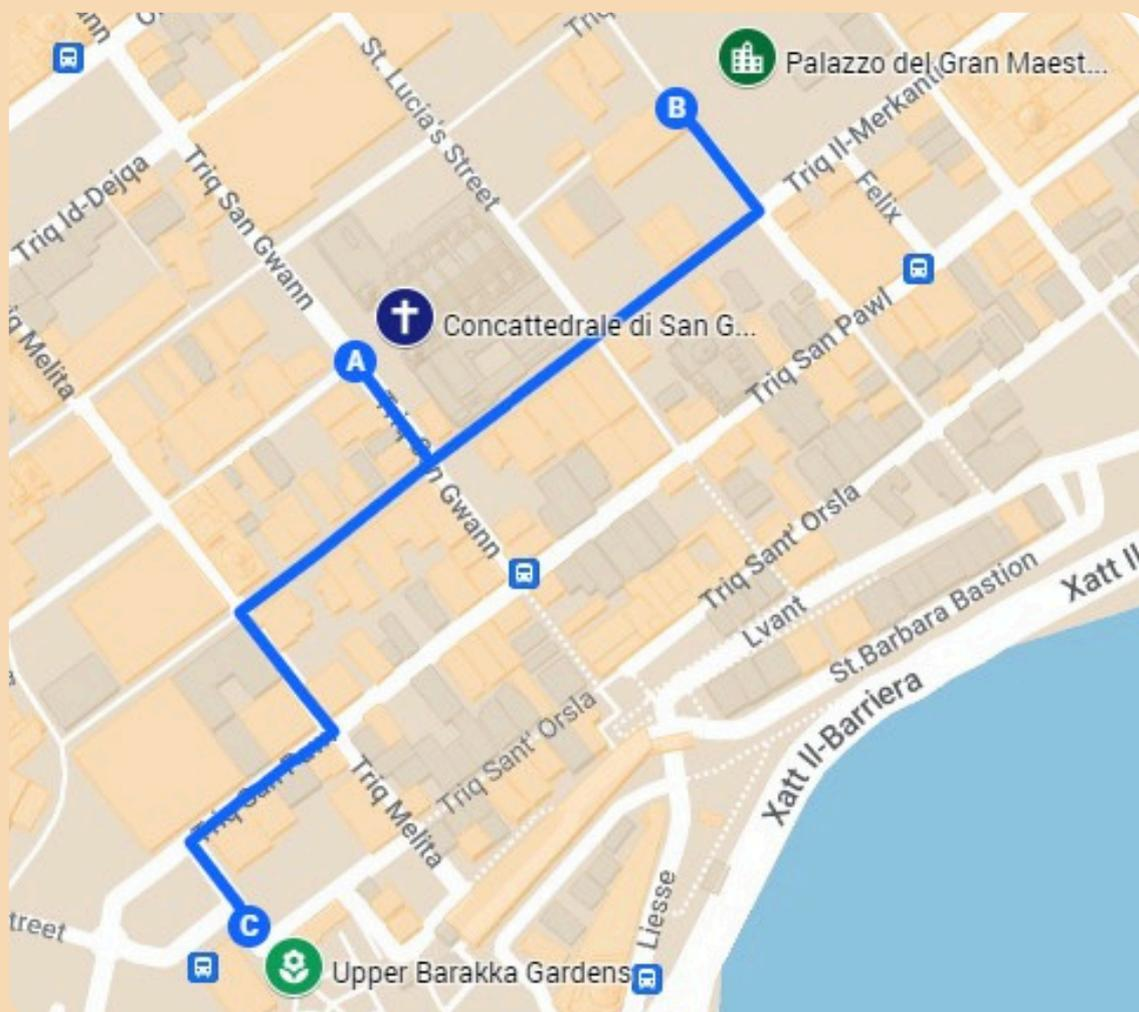 St. Lucia's Street
Palazzo del Gran Maest...
B
Triq Il-Merkanti
Triq San Gwann
Triq Id-Dejqa
Felix
Concattedrale di San G...
A
Triq San Pawl
Triq San Gwann
Triq Sant' Orsla
Lvant
St.Barbara Bastion
Xatt Il-Barriera
Triq Sant' Orsla
Triq Melita
Liesse
C
Upper Barakka Gardens